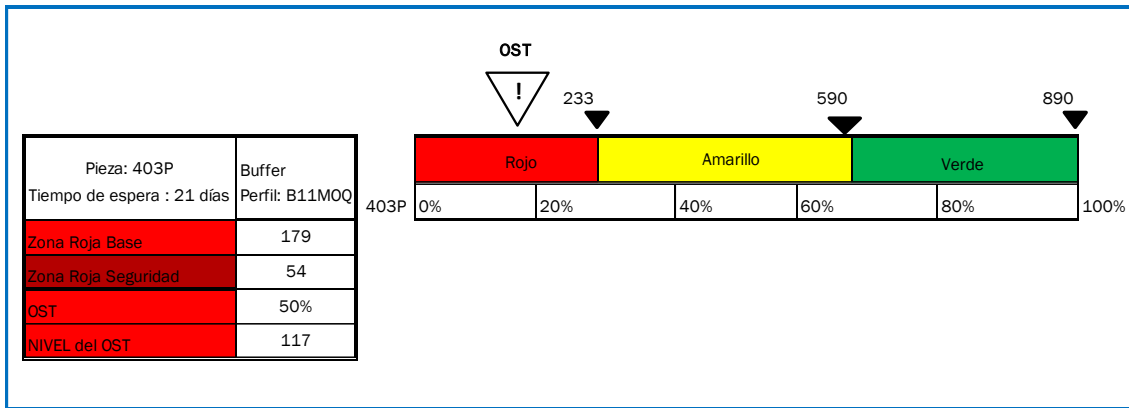 OST
!
233
590
890
Pieza: 403P
Tiempo de espera : 21 días
Buffer
Perfil: B11MOQ
Rojo
Amarillo
Verde
403P
0%
20%
40%
60%
80%
100%
Zona Roja Base
179
Zona Roja Seguridad
54
OST
50%
NIVEL del OST
117